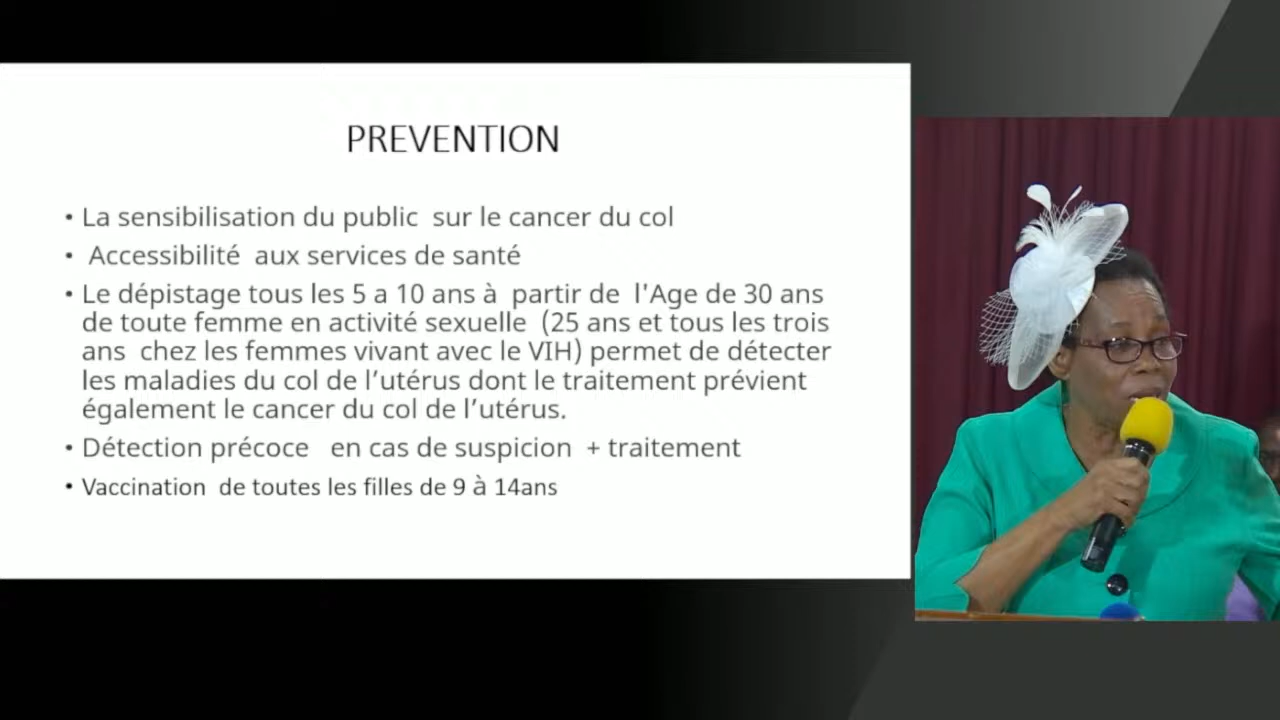 PREVENTION
• La sensibilisation du public sur le cancer du col
• Accessibilité aux services de santé
• Le dépistage tous les 5 a 10 ans à partir de l'Age de 30 ans
de toute femme en activité sexuelle (25 ans et tous les trois
ans chez les femmes vivant avec le VIH) permet de détecter
les maladies du col de l’utérus dont le traitement prévient
également le cancer du col de l’utérus.
• Détection précoce en cas de suspicion + traitement
• Vaccination de toutes les filles de 9 à 14ans